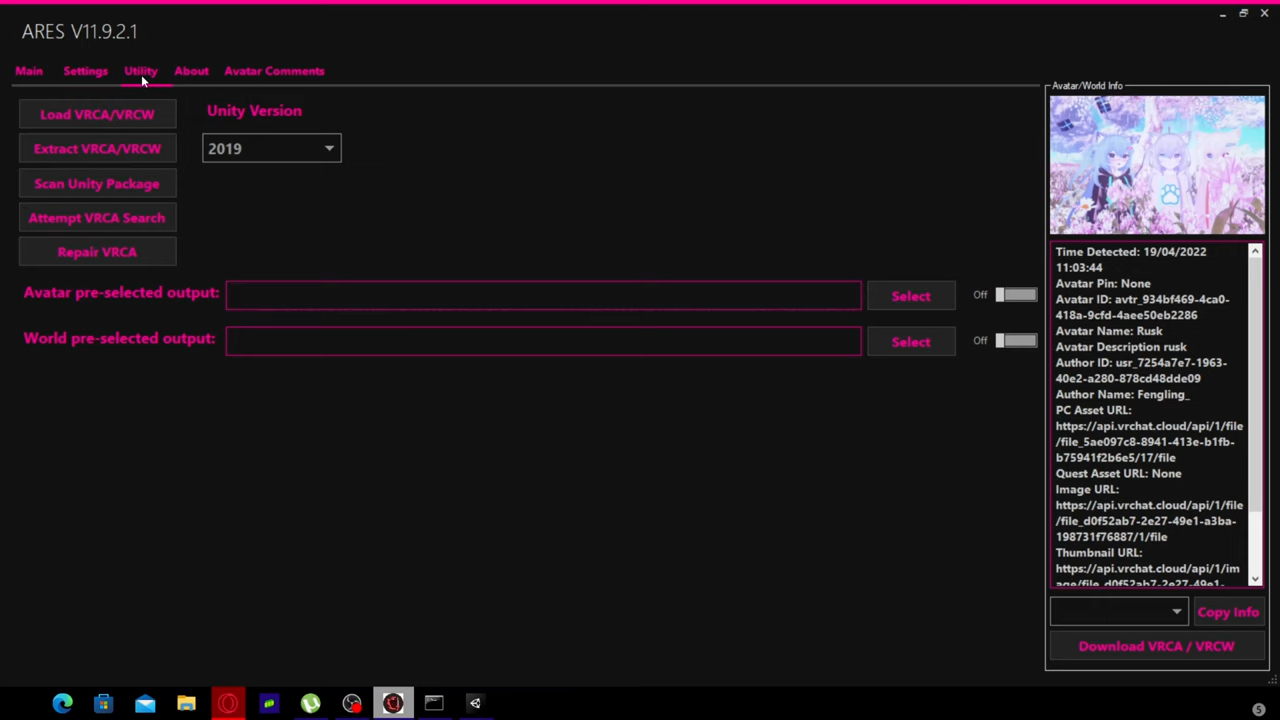 ARES V11.9.2.1
Main Settings Utility About Avatar Comments
Load VRCA/VRCW
Unity Version
Extract VRCA/VRCW
2019
Scan Unity Package
Attempt VRCA Search
Repair VRCA
Avatar pre-selected output:
Select
Off
World pre-selected output:
Select
Off
Avatar/World Info
Time Detected: 19/04/2022
11:03:44
Avatar Pin: None
Avatar ID: avtr_934bf469-4ca0-
418a-9cfd-4aee50eb2286
Avatar Name: Rusk
Avatar Description rusk
Author ID: usr_7254a7e7-1963-
40e2-a280-878cd48dde09
Author Name: Fengling_
PC Asset URL:
https://api.vrchat.cloud/api/1/file
/file_5ae097c8-8941-413e-b1fb-
b75941f2b6e5/17/file
Quest Asset URL: None
Image URL:
https://api.vrchat.cloud/api/1/file
/file_d0f52ab7-2e27-49e1-a3ba-
198731f76887/1/file
Thumbnail URL:
https://api.vrchat.cloud/api/1/im
age/file_d0f52ab7-2e27-49e1-
Copy Info
Download VRCA / VRCW
5